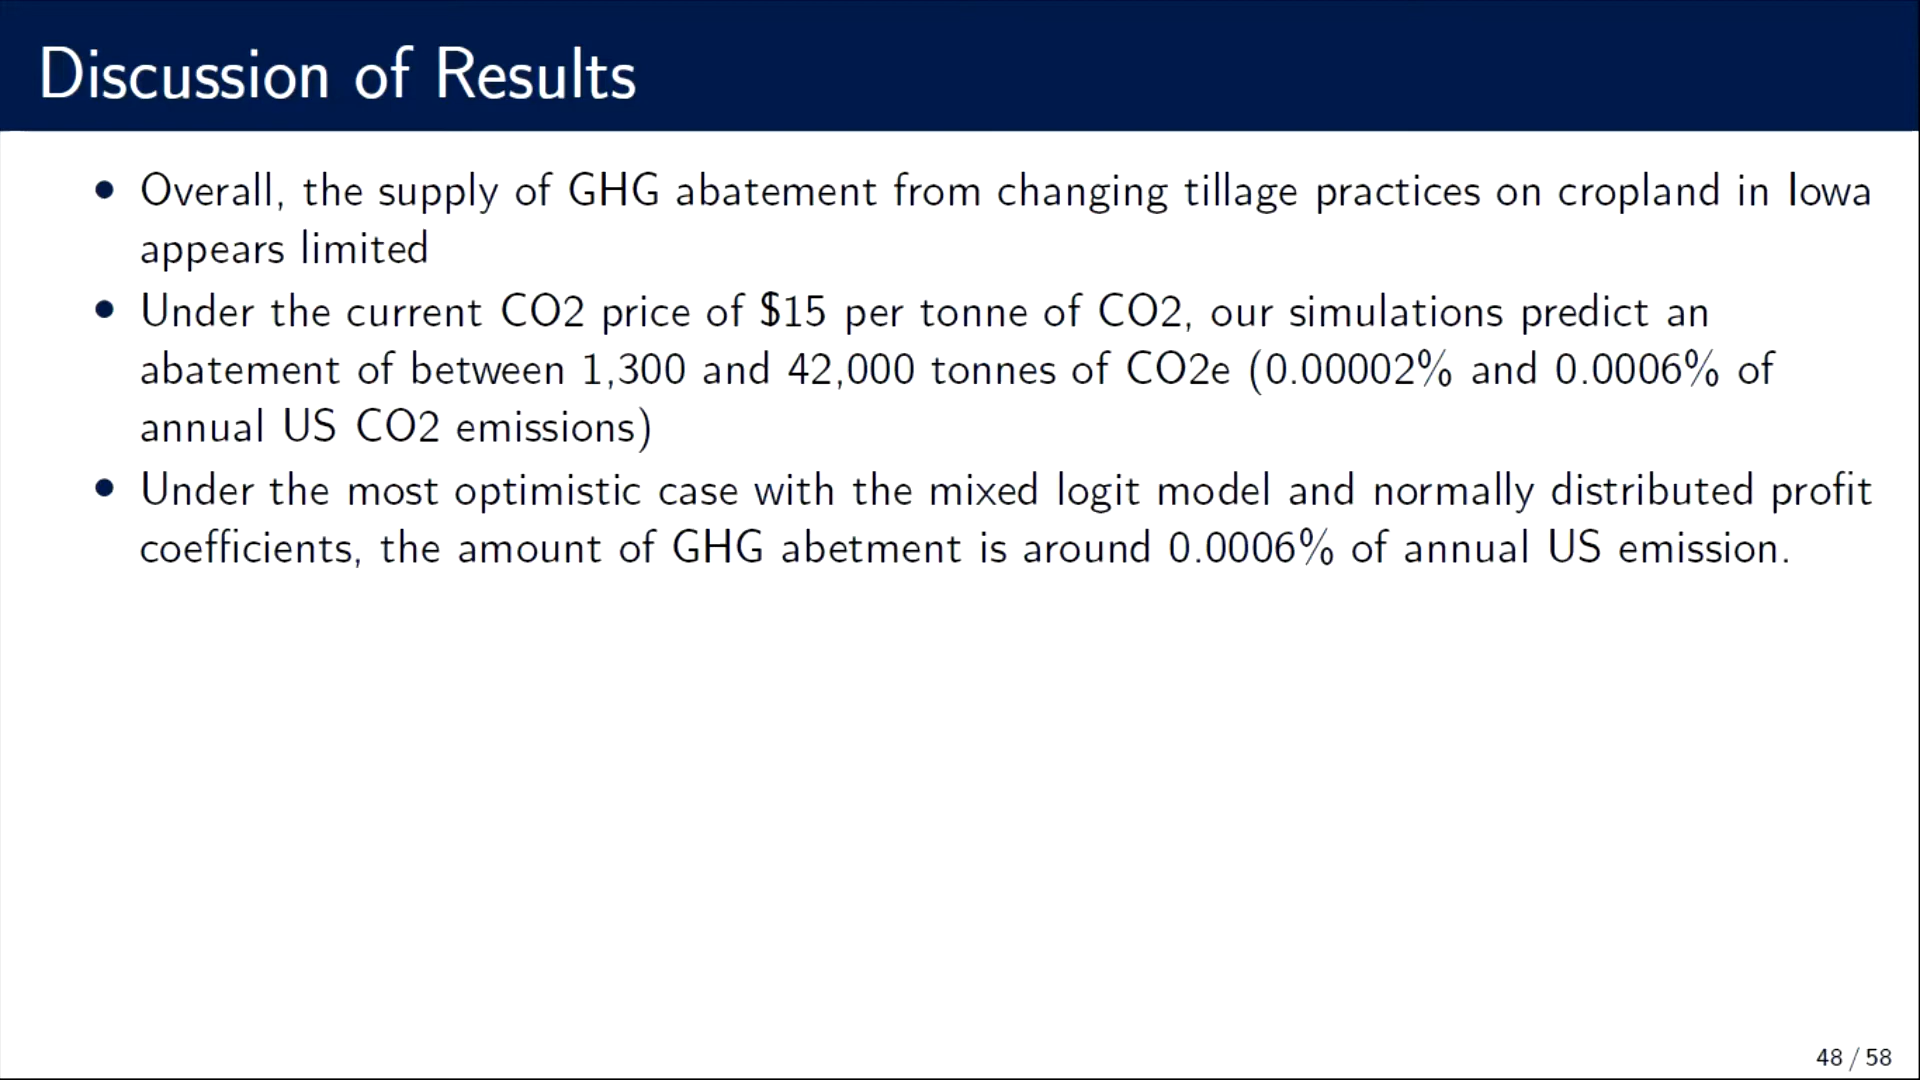 Discussion of Results
• Overall, the supply of GHG abatement from changing tillage practices on cropland in Iowa
appears limited
• Under the current CO2 price of $15 per tonne of CO2, our simulations predict an
abatement of between 1,300 and 42,000 tonnes of CO2e (0.00002% and 0.0006% of
annual US CO2 emissions)
• Under the most optimistic case with the mixed logit model and normally distributed profit
coefficients, the amount of GHG abetment is around 0.0006% of annual US emission.
48 / 58